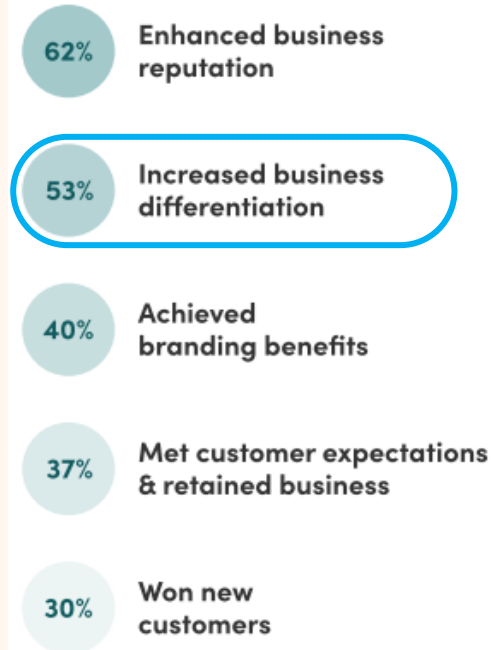 62%
Enhanced business
reputation
53%
Increased business
differentiation
40%
Achieved
branding benefits
37%
Met customer expectations
& retained business
30%
Won new
customers